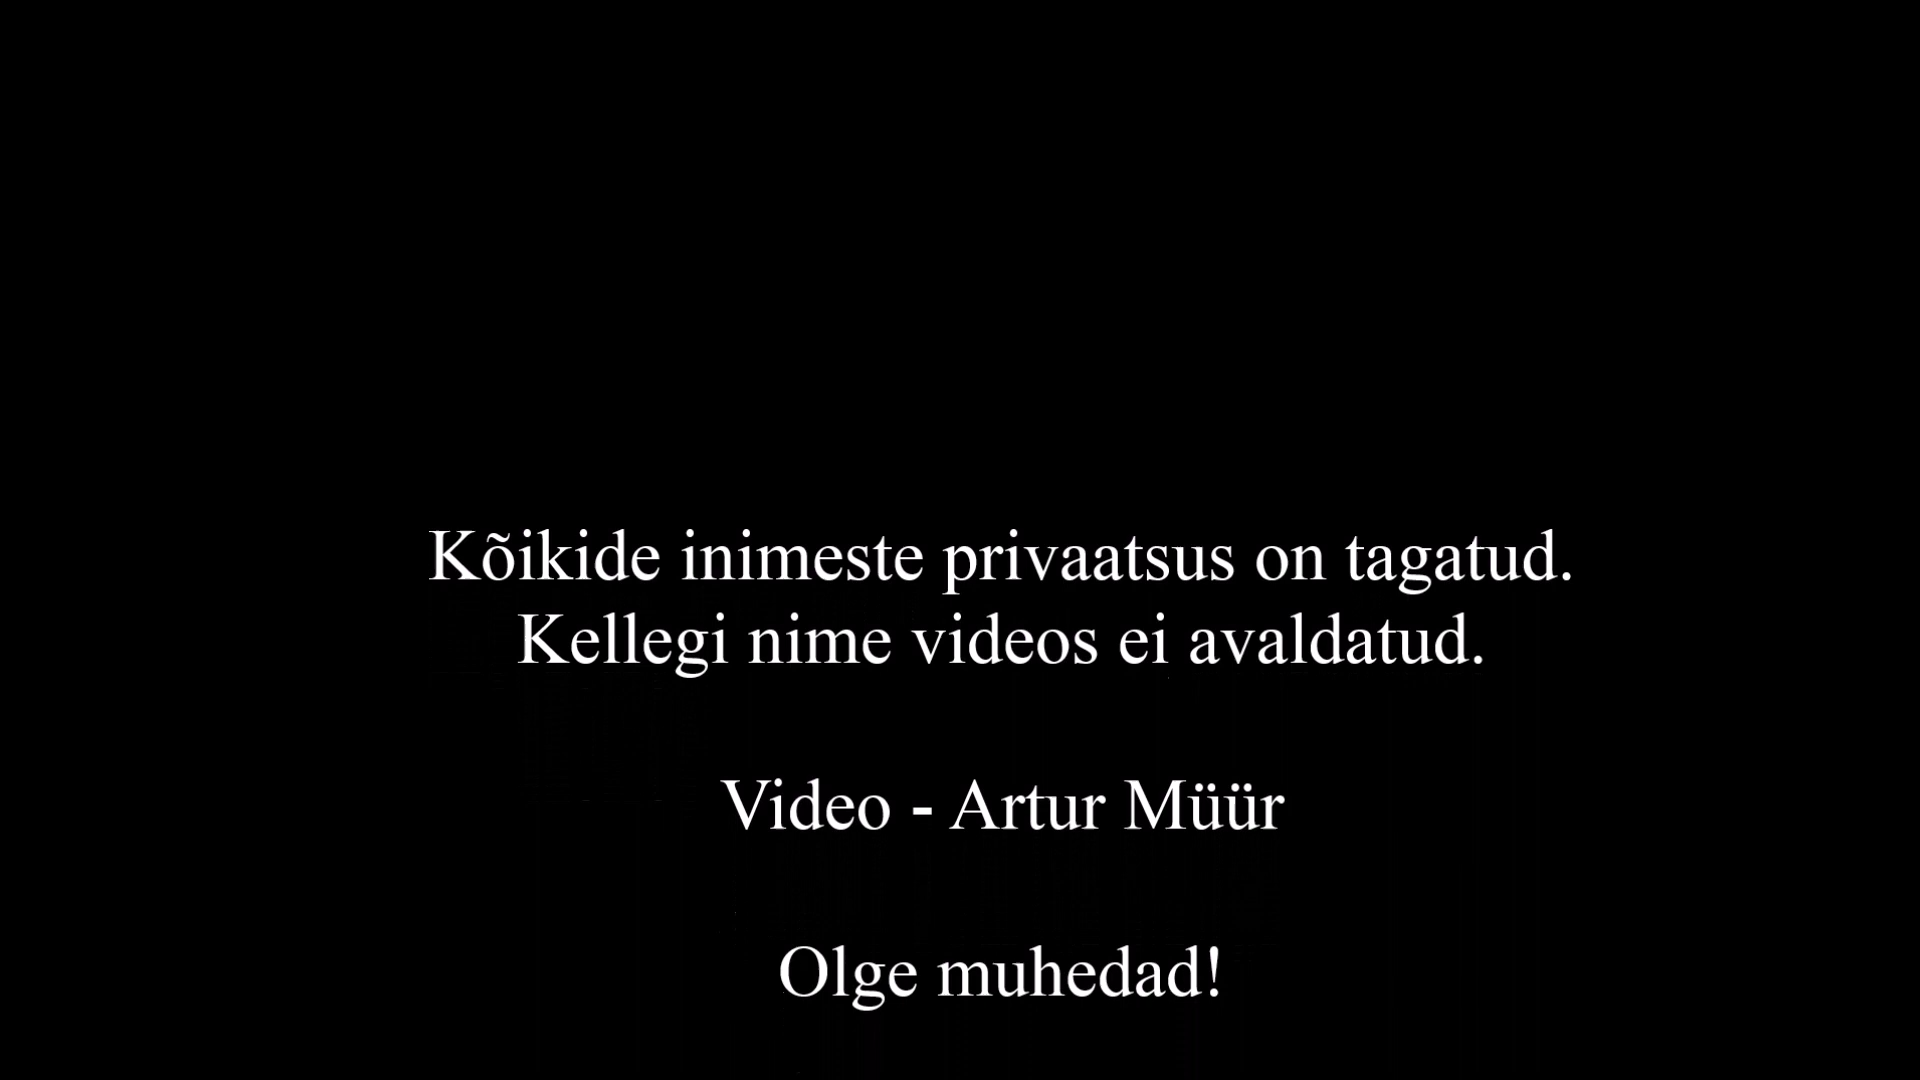 Kõikide inimeste privaatsus on tagatud.
Kellegi nime videos ei avaldatud.
Video - Artur Müür
Olge muhedad!